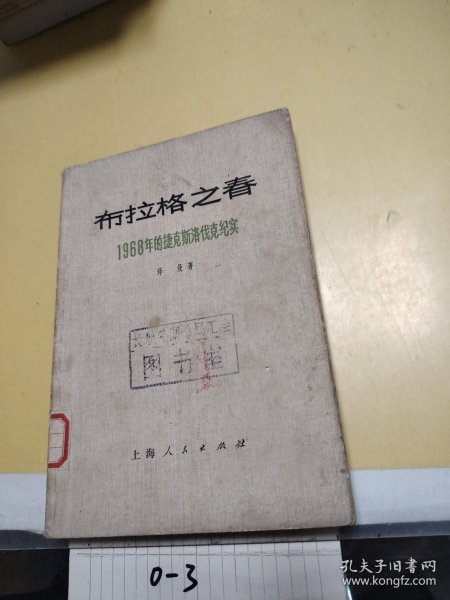 布拉格之春
1968年的捷克斯洛伐克纪实
曼著
图书
上海人民出版社
0-3
孔夫子旧书网
www.kongfz.com